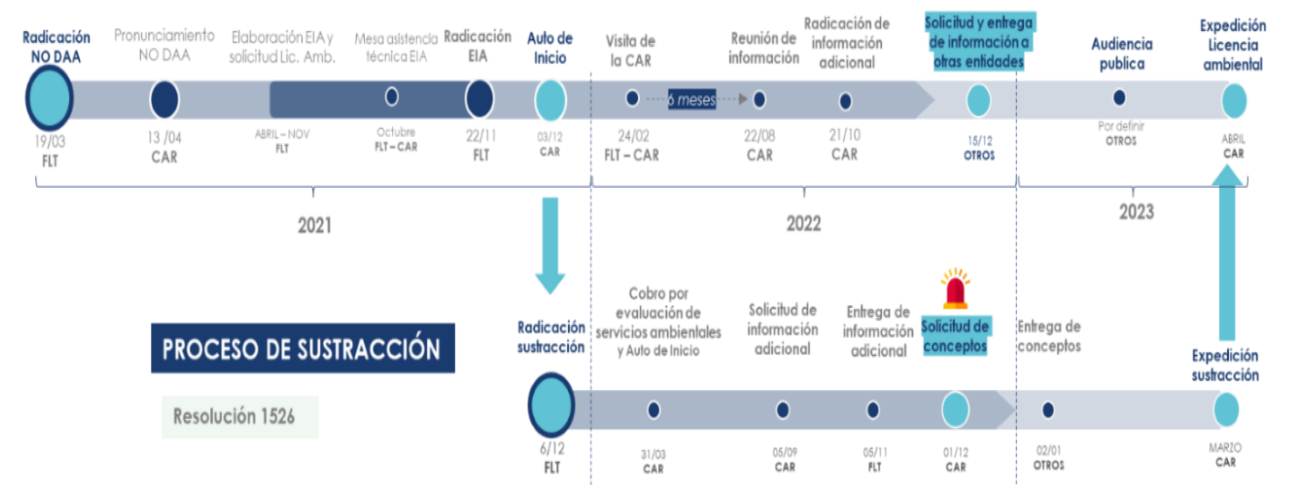 Radicación
NO DAA
Pronunciamiento
NO DAA
Elaboración EIA y
solicitud Lic. Amb.
Mesa asistencia
técnica EIA
Radicación
EIA
Auto de
Inicio
Visita de
la CAR
Reunión de
información
Radicación de
información
adicional
Solicitud y entrega
de información a
otras entidades
Audiencia
publica
Expedición
Licencia
ambiental
6 meses
19/03
FLT
13 /04
CAR
ABRIL – NOV
FLT
Octubre
FLT – CAR
22/11
FLT
03/12
CAR
24/02
FLT – CAR
22/08
CAR
21/10
CAR
15/12
OTROS
Por definir
OTROS
ABRIL
CAR
2021
2022
2023
PROCESO DE SUSTRACCIÓN
Resolución 1526
Radicación
sustracción
Cobro por
evaluación de
servicios ambientales
y Auto de Inicio
Solicitud de
información
adicional
Entrega de
información
adicional
Solicitud de
conceptos
Entrega de
conceptos
Expedición
sustracción
6/12
FLT
31/03
CAR
05/09
CAR
05/11
FLT
01/12
CAR
02/01
OTROS
MARZO
CAR